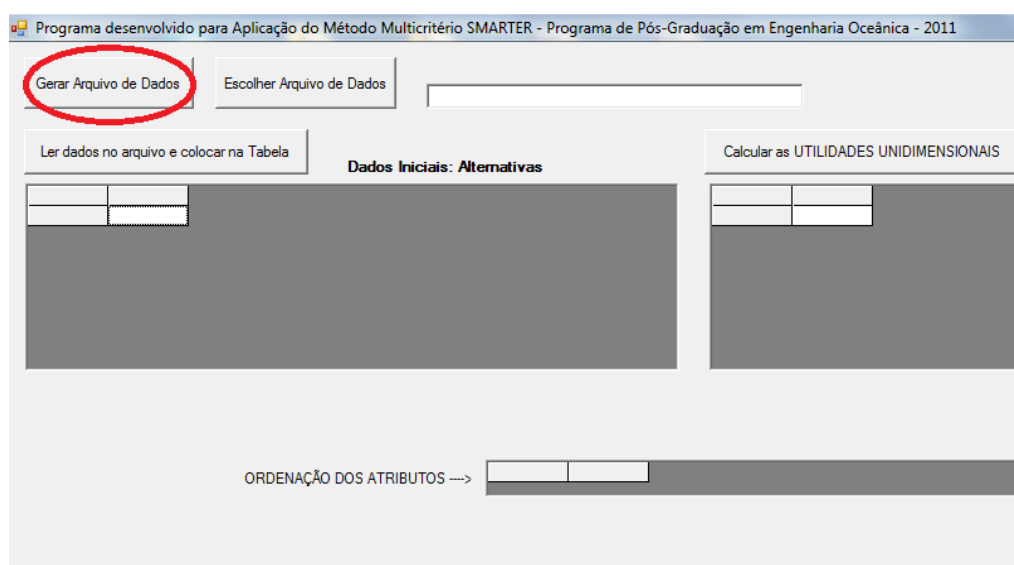 Programa desenvolvido para Aplicação do Método Multicritério SMARTER - Programa de Pós-Graduação em Engenharia Oceânica - 2011
Gerar Arquivo de Dados
Escolher Arquivo de Dados
Ler dados no arquivo e colocar na Tabela
Dados Iniciais: Alternativas
Calcular as UTILIDADES UNIDIMENSIONAIS
ORDENAÇÃO DOS ATRIBUTOS ---->